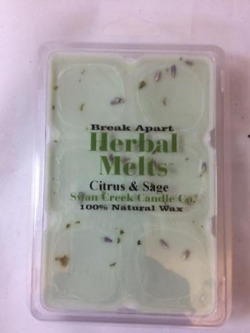 Break Apart
Herbal
Melts
Citrus & Sage
Swan Creek Candle Co.
100% Natural Wax